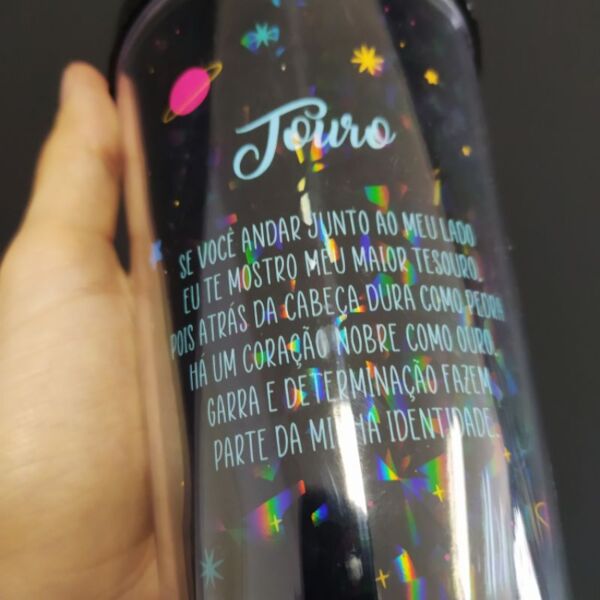 Touro
SE VOCÊ ANDAR JUNTO AO MEU LADO
EU TE MOSTRO MEU MAIOR TESOURO.
POIS ATRÁS DA CABEÇA DURA COMO PEDRA
HÁ UM CORAÇÃO NOBRE COMO OURO.
GARRA E DETERMINAÇÃO FAZEM
PARTE DA MINHA IDENTIDADE.